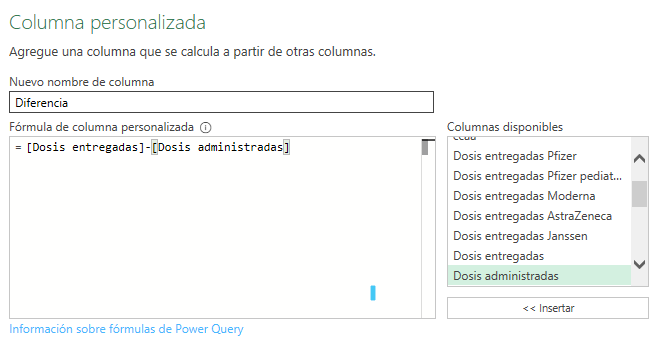 Columna personalizada
Agregue una columna que se calcula a partir de otras columnas.
Nuevo nombre de columna
Diferencia
Fórmula de columna personalizada
Columnas disponibles
= [Dosis entregadas]-[Dosis administradas]
Dosis entregadas Pfizer
Dosis entregadas Pfizer pediat...
Dosis entregadas Moderna
Dosis entregadas AstraZeneca
Dosis entregadas Janssen
Dosis entregadas
Dosis administradas
<< Insertar
Información sobre fórmulas de Power Query